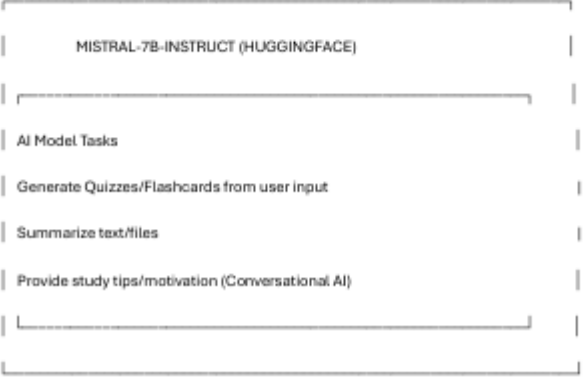 MISTRAL-7B-INSTRUCT (HUGGINGFACE)
AI Model Tasks
Generate Quizzes/Flashcards from user input
Summarize text/files
Provide study tips/motivation (Conversational AI)